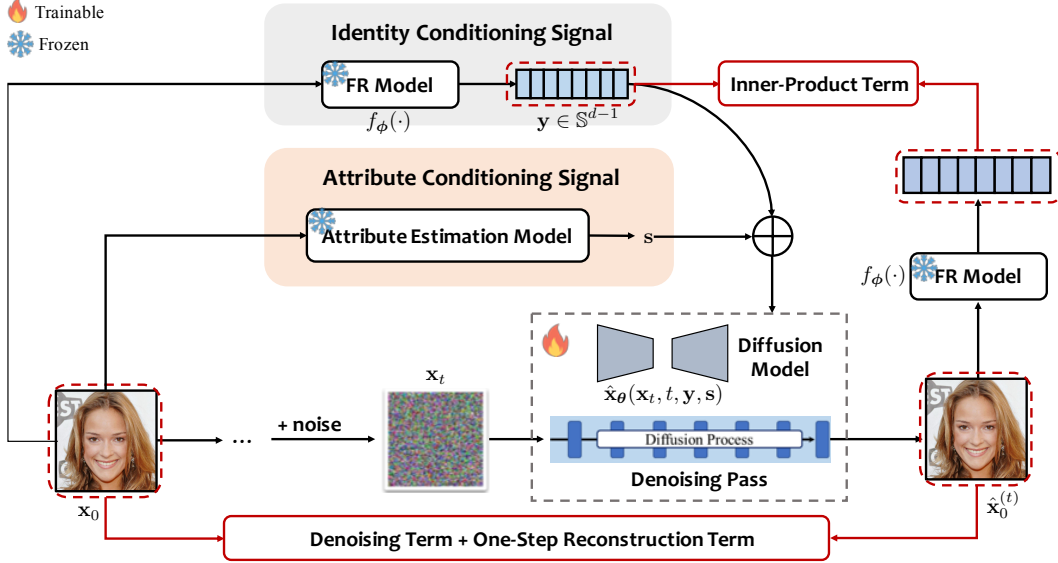 Trainable
Frozen
Identity Conditioning Signal
FR Model
f_ϕ(·)
y ∈ 𝕊^{d−1}
Inner-Product Term
Attribute Conditioning Signal
Attribute Estimation Model
s
f_ϕ(·)
FR Model
Diffusion
Model
x̂_θ(x_t, t, y, s)
x_t
+ noise
...
Diffusion Process
Denoising Pass
ST
x_0
ST
x̂_0^{(t)}
Denoising Term + One-Step Reconstruction Term